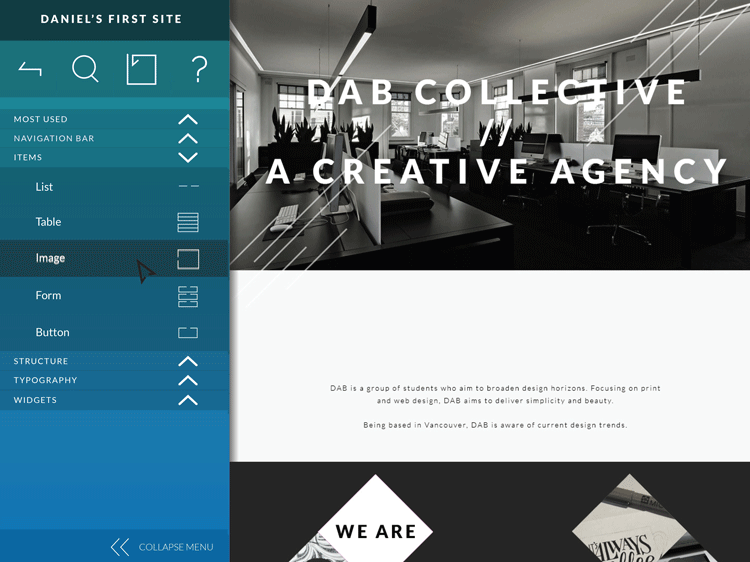 DANIEL'S FIRST SITE
?
MOST USED
NAVIGATION BAR
ITEMS
List
Table
Image
Form
Button
STRUCTURE
TYPOGRAPHY
WIDGETS
COLLAPSE MENU
DAB COLLECTIVE
//
A CREATIVE AGENCY
DAB is a group of students who aim to broaden design horizons. Focusing on print
and web design, DAB aims to deliver simplicity and beauty.
Being based in Vancouver, DAB is aware of current design trends.
WE ARE
ALWAYS